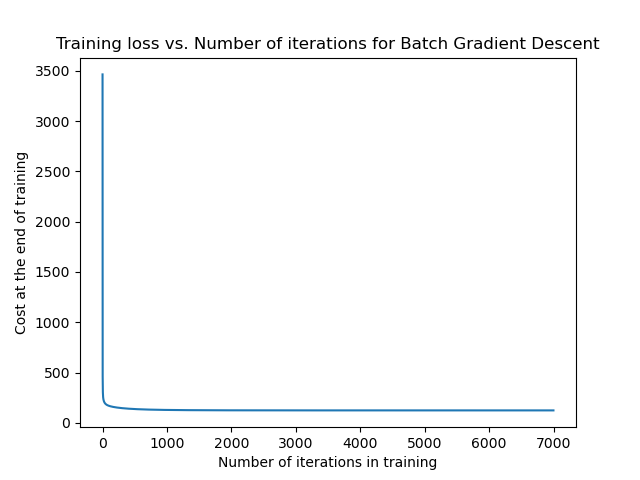 Training loss vs. Number of iterations for Batch Gradient Descent
3500
3000
2500
2000
1500
1000
500
0
Cost at the end of training
0 1000 2000 3000 4000 5000 6000 7000
Number of iterations in training